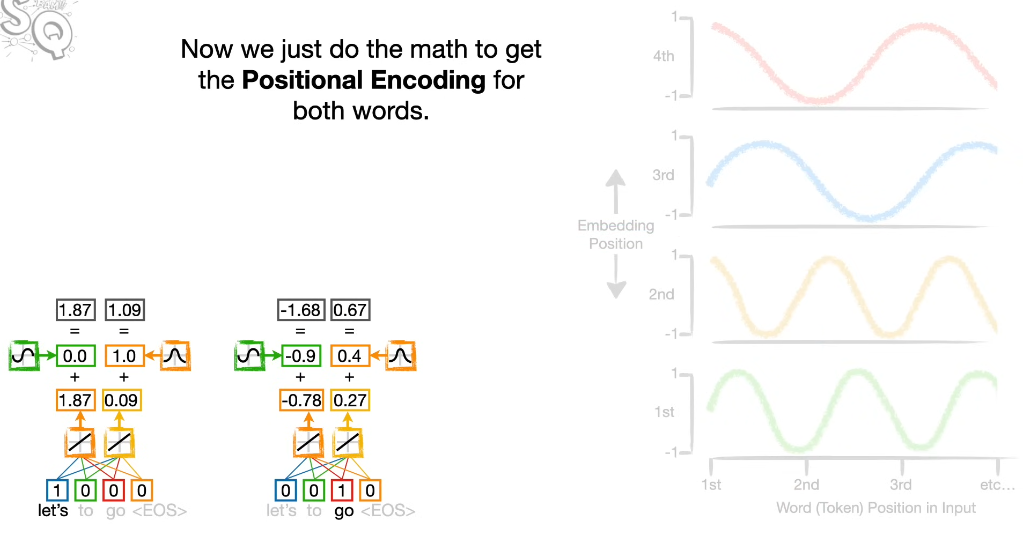 SQ
Now we just do the math to get
the Positional Encoding for
both words.
1.87 1.09
= =
0.0 1.0
+ +
1.87 0.09
1 0 0 0
let's to go <EOS>
-1.68 0.67
= =
-0.9 0.4
+ +
-0.78 0.27
0 0 1 0
let's to go <EOS>
Embedding
Position
1
4th
-1
1
3rd
-1
1
2nd
-1
1
1st
-1
1st 2nd 3rd etc...
Word (Token) Position in Input